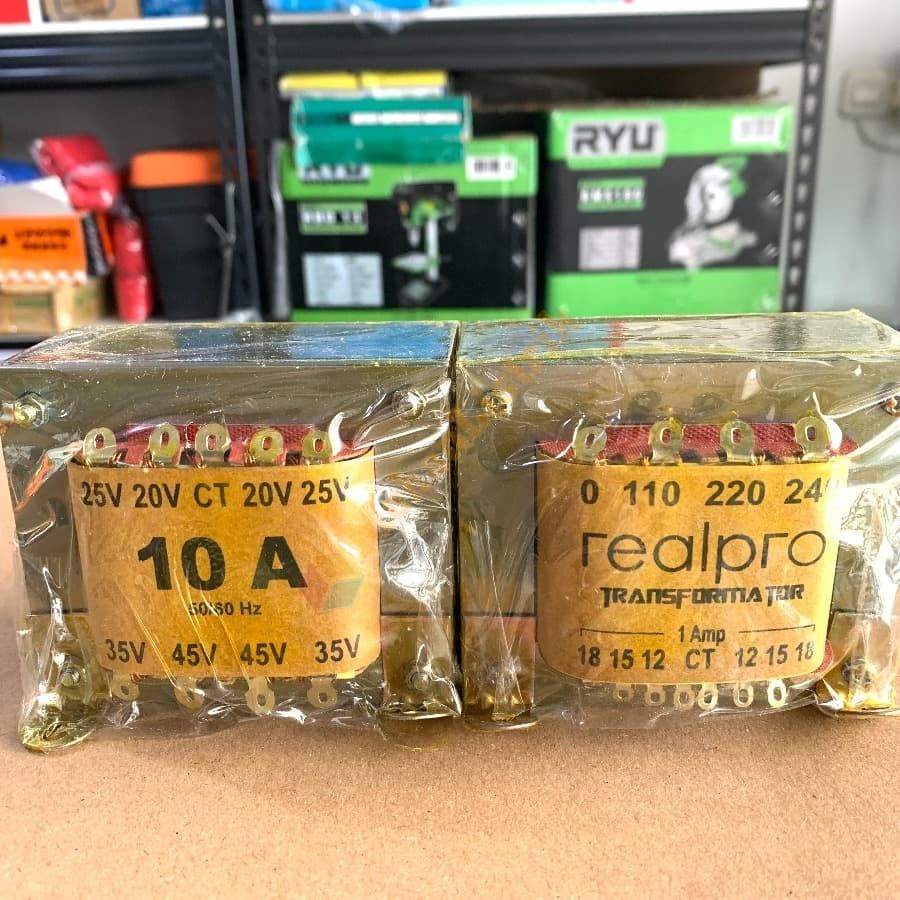 RYU
RYU
25V 20V CT 20V 25V
10 A
50/60 Hz
35V 45V 45V 35V
0 110 220 24
realpro
TRANSFORMATOR
1 Amp
18 15 12 CT 12 15 18